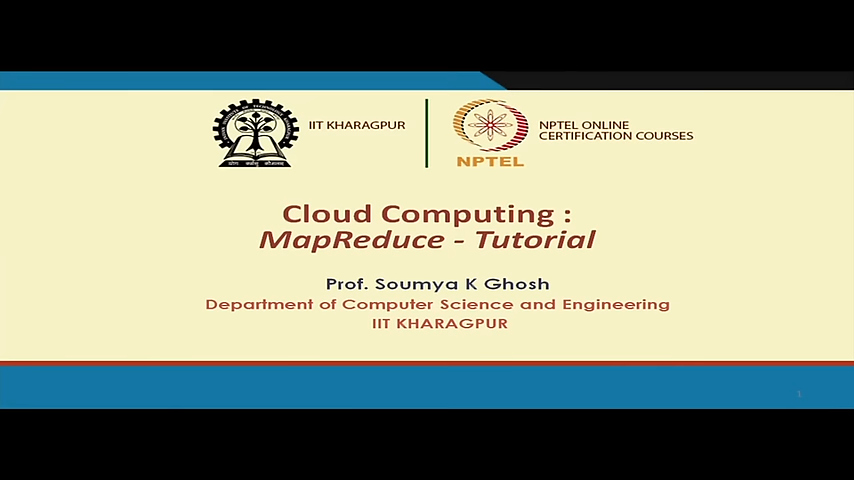 IIT KHARAGPUR
NPTEL ONLINE
CERTIFICATION COURSES
NPTEL
Cloud Computing :
MapReduce - Tutorial
Prof. Soumya K Ghosh
Department of Computer Science and Engineering
IIT KHARAGPUR
1